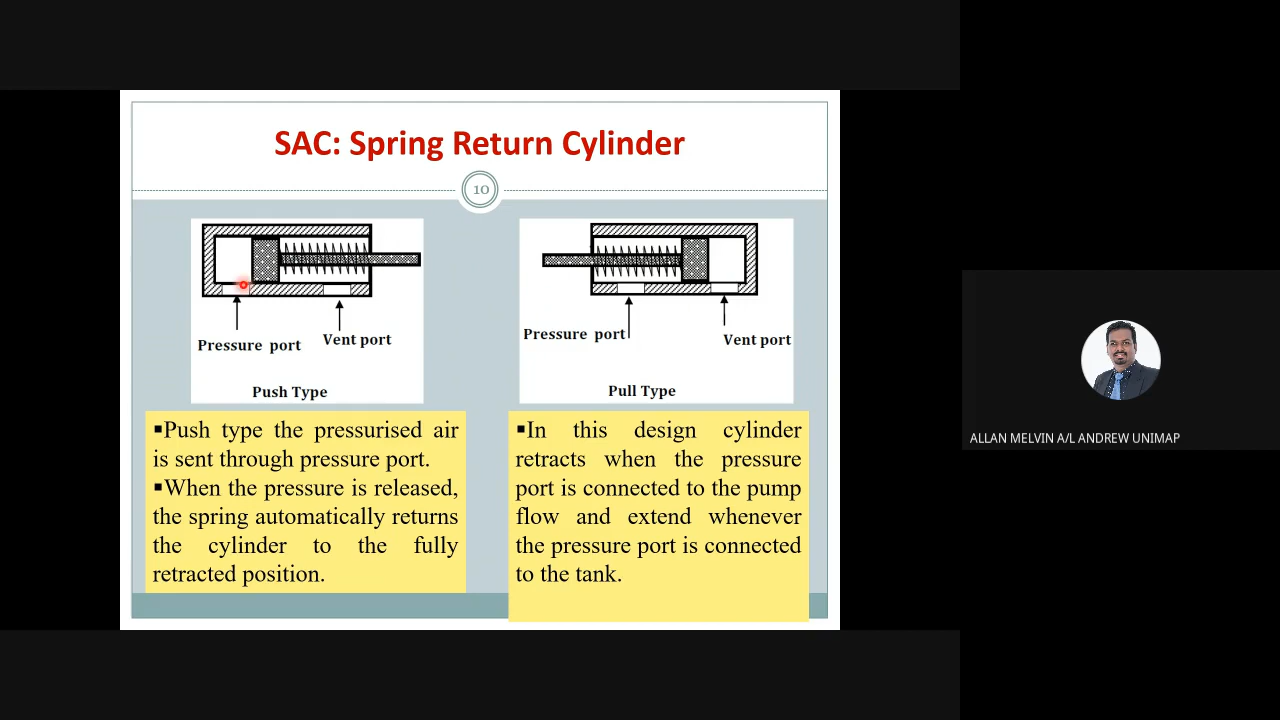 SAC: Spring Return Cylinder
10
Pressure port
Vent port
Push Type
Pressure port
Vent port
Pull Type
▪Push type the pressurised air
is sent through pressure port.
▪When the pressure is released,
the spring automatically returns
the cylinder to the fully
retracted position.
▪In this design cylinder
retracts when the pressure
port is connected to the pump
flow and extend whenever
the pressure port is connected
to the tank.
ALLAN MELVIN A/L ANDREW UNIMAP